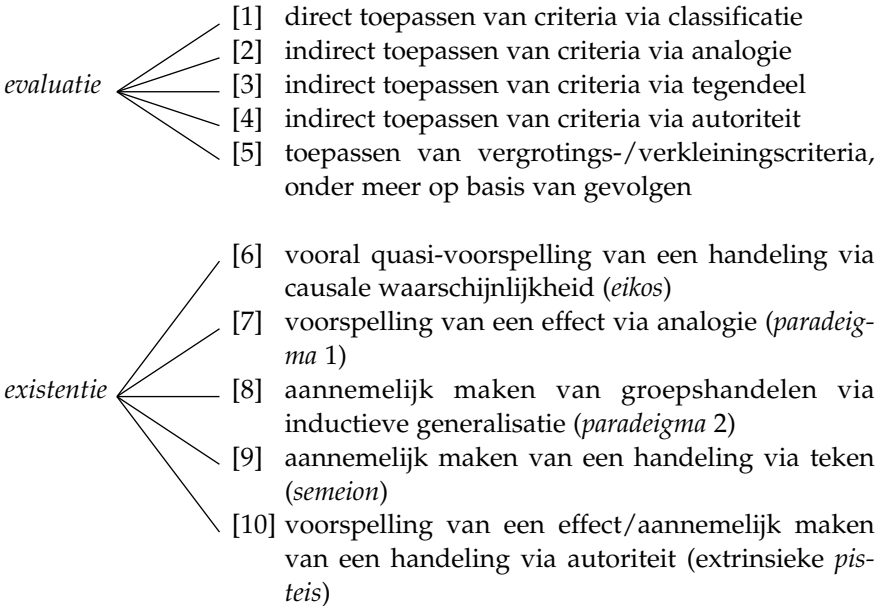 [1] direct toepassen van criteria via classificatie
[2] indirect toepassen van criteria via analogie
evaluatie [3] indirect toepassen van criteria via tegendeel
[4] indirect toepassen van criteria via autoriteit
[5] toepassen van vergrotings-/verkleiningscriteria,
onder meer op basis van gevolgen
[6] vooral quasi-voorspelling van een handeling via
causale waarschijnlijkheid (eikos)
[7] voorspelling van een effect via analogie (paradeig-
ma 1)
existentie [8] aannemelijk maken van groepshandelen via
inductieve generalisatie (paradeigma 2)
[9] aannemelijk maken van een handeling via teken
(semeion)
[10] voorspelling van een effect/aannemelijk maken
van een handeling via autoriteit (extrinsieke pis-
teis)